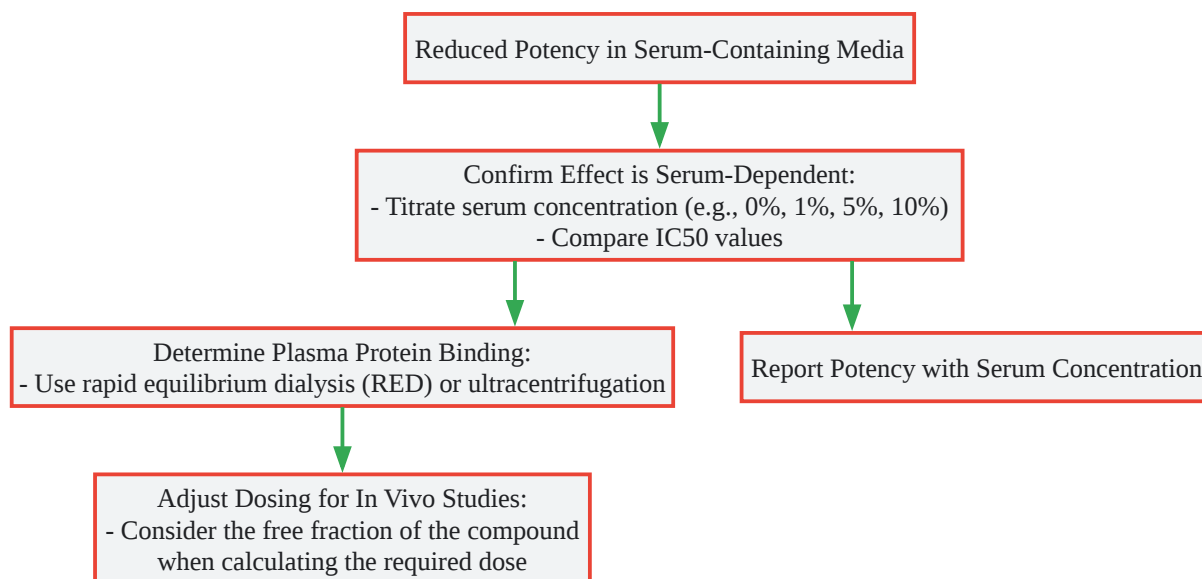 Reduced Potency in Serum-Containing Media
Confirm Effect is Serum-Dependent:
- Titrate serum concentration (e.g., 0%, 1%, 5%, 10%)
- Compare IC50 values
Determine Plasma Protein Binding:
- Use rapid equilibrium dialysis (RED) or ultracentrifugation
Report Potency with Serum Concentration
Adjust Dosing for In Vivo Studies:
- Consider the free fraction of the compound
when calculating the required dose